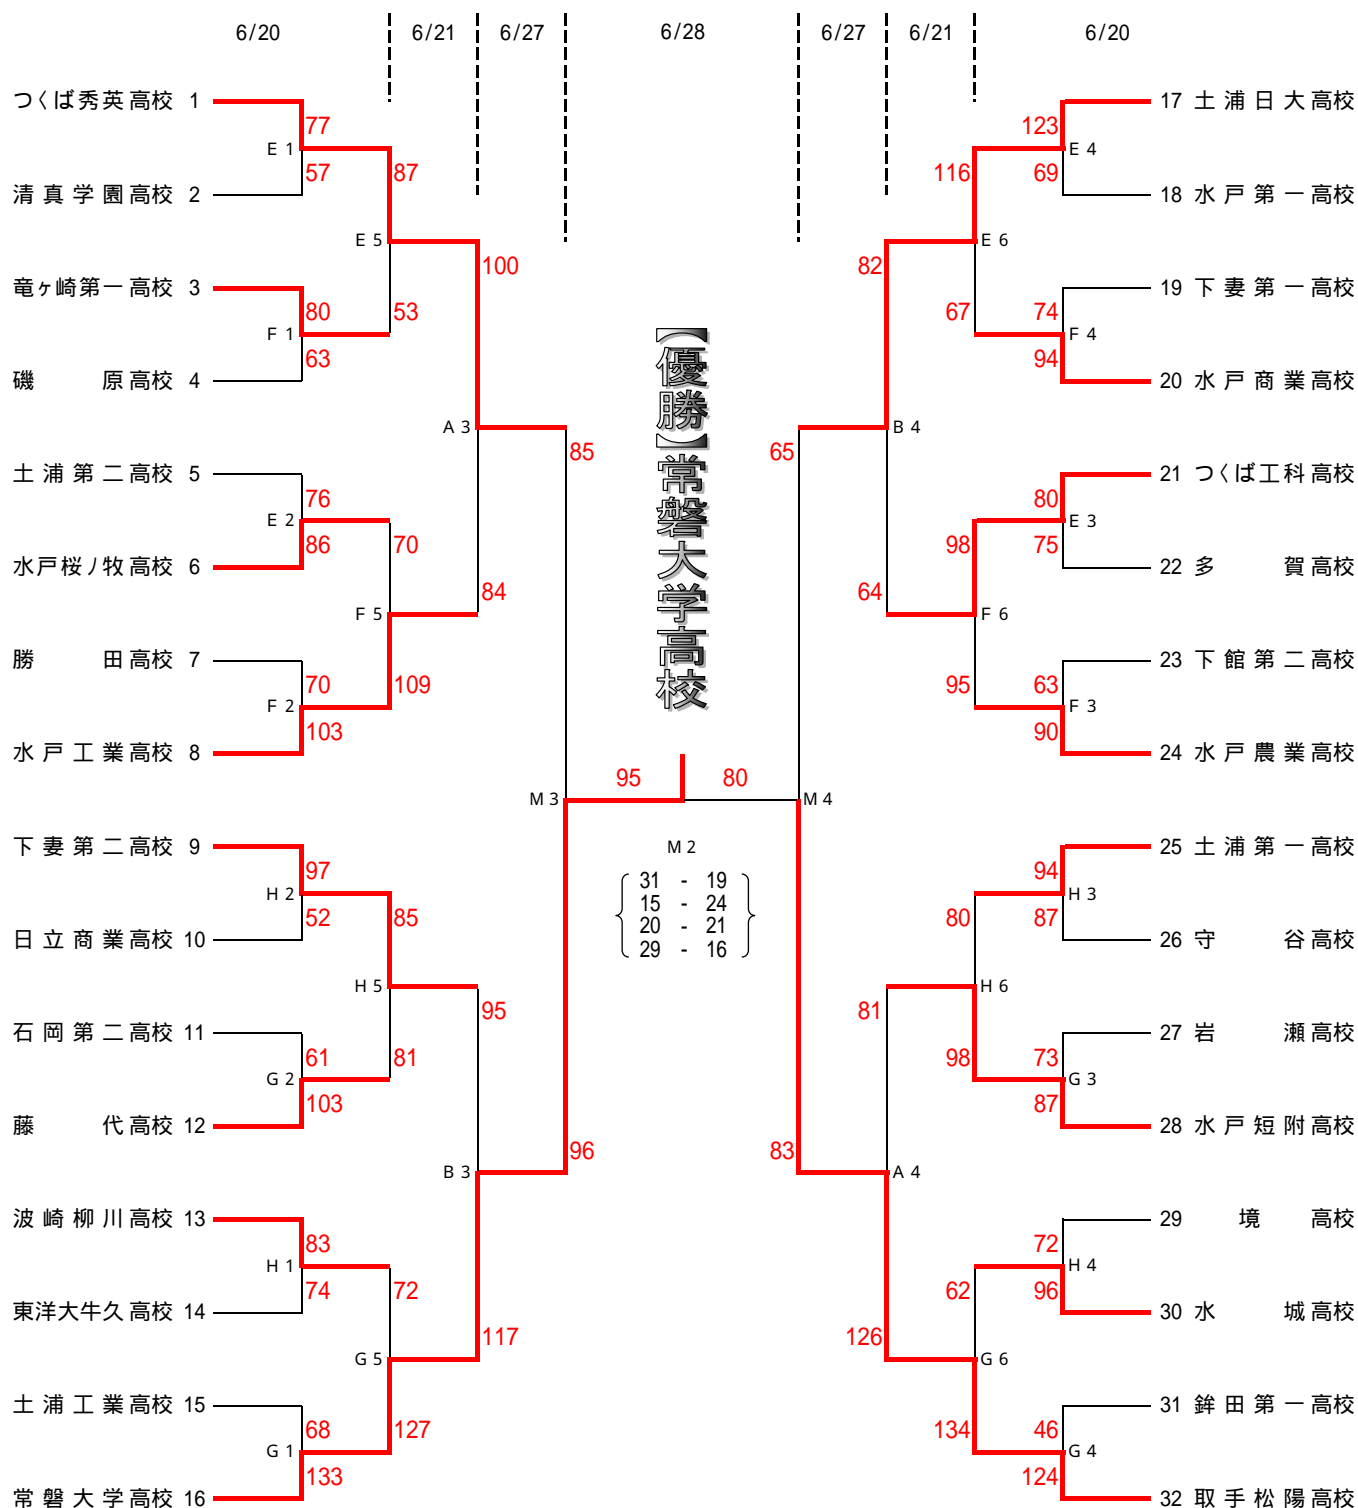 6/20 6/21 6/27 6/28 6/27 6/21 6/20
つくば秀英高校 1
77
E 1
57
87
清真学園高校 2
E 5
100
竜ヶ崎第一高校 3
80
F 1
63
53
磯 原高校 4
A 3
85
土浦第二高校 5
76
E 2
86
70
水戸桜ノ牧高校 6
84
F 5
勝 田高校 7
70
F 2
103
109
水戸工業高校 8
M 3
下妻第二高校 9
97
H 2
52
85
日立商業高校 10
H 5
95
石岡第二高校 11
61
G 2
103
81
藤 代高校 12
B 3
96
波崎柳川高校 13
83
H 1
74
72
東洋大牛久高校 14
117
G 5
土浦工業高校 15
68
G 1
133
127
常磐大学高校 16
【優勝】常磐大学高校
95 80
M 2
31 - 19
15 - 24
20 - 21
29 - 16
17 土浦日大高校
123
E 4
69
116
18 水戸第一高校
E 6
82
19 下妻第一高校
74
F 4
94
67
20 水戸商業高校
B 4
65
21 つくば工科高校
80
E 3
75
98
22 多 賀高校
64
F 6
23 下館第二高校
63
F 3
90
95
24 水戸農業高校
M 4
25 土浦第一高校
94
H 3
87
80
26 守 谷高校
H 6
81
27 岩 瀬高校
73
G 3
87
98
28 水戸短附高校
A 4
83
29 境 高校
72
H 4
96
62
30 水 城高校
126
G 6
31 鉾田第一高校
46
G 4
124
134
32 取手松陽高校